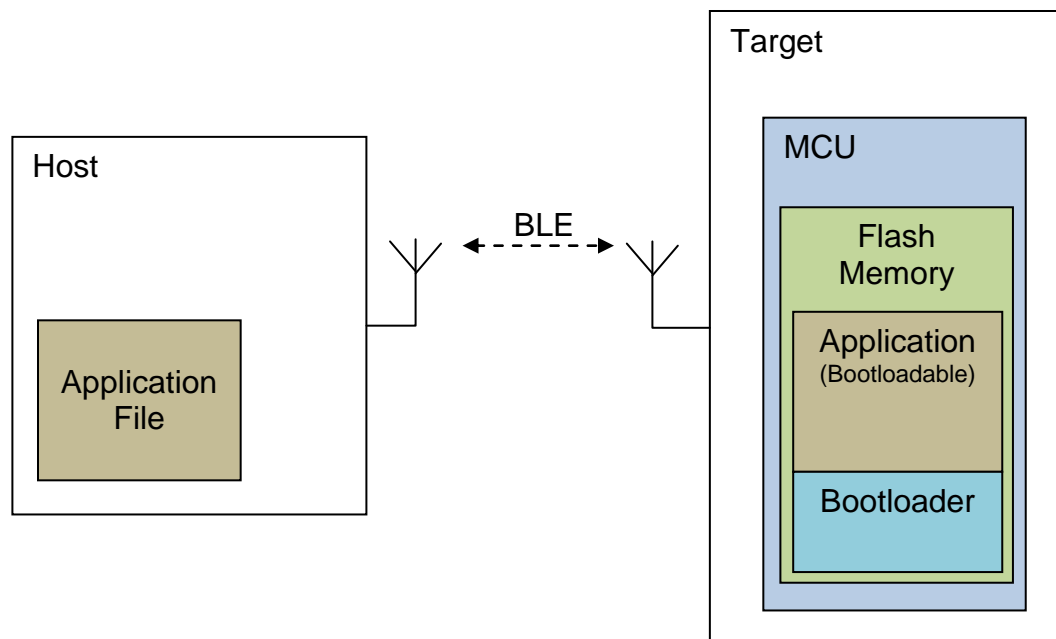 Target
MCU
Host
BLE
Flash
Memory
Application
(Bootloadable)
Application
File
Bootloader